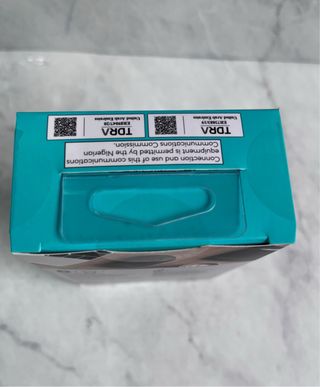 Connection and use of this communications
equipment is permitted by the Nigerian
Communications Commission.
TDRA
United Arab Emirates
TDRA
United Arab Emirates